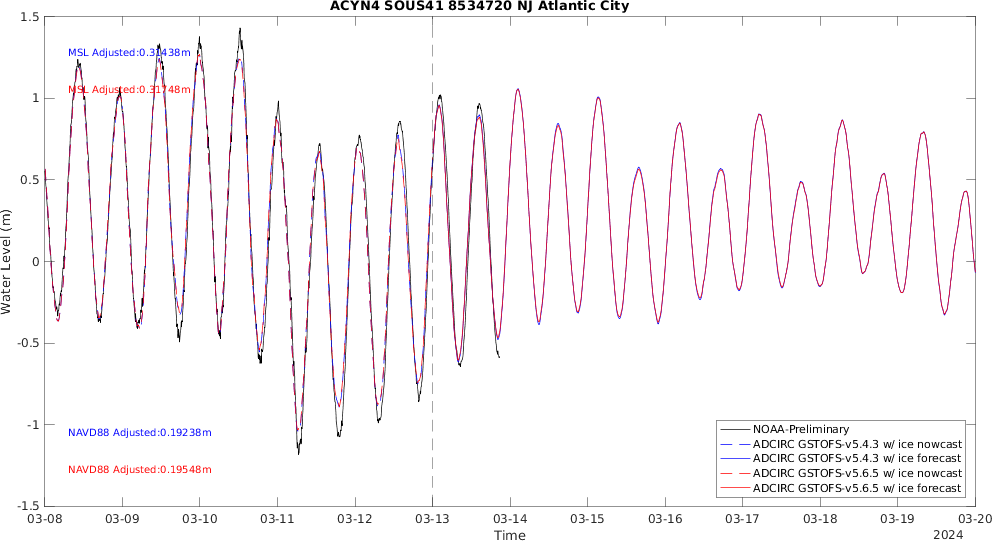 ACYN4 SOUS41 8534720 NJ Atlantic City
1.5
1
0.5
0
-0.5
-1
-1.5
Water Level (m)
MSL Adjusted:0.31438m
MSL Adjusted:0.31748m
NAVD88 Adjusted:0.19238m
NAVD88 Adjusted:0.19548m
NOAA-Preliminary
ADCIRC GSTOFS-v5.4.3 w/ ice nowcast
ADCIRC GSTOFS-v5.4.3 w/ ice forecast
ADCIRC GSTOFS-v5.6.5 w/ ice nowcast
ADCIRC GSTOFS-v5.6.5 w/ ice forecast
03-08 03-09 03-10 03-11 03-12 03-13 03-14 03-15 03-16 03-17 03-18 03-19 03-20
Time
2024